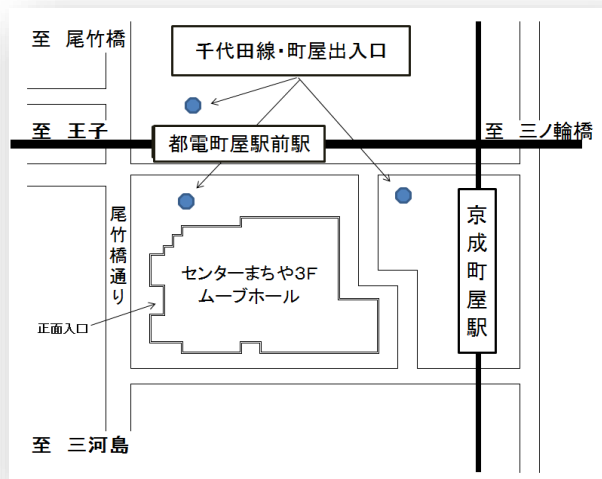 至 尾竹橋
千代田線・町屋出入口
至 王子
都電町屋駅前駅
至 三ノ輪橋
尾竹橋通り
京成町屋駅
センターまちや3F
ムーブホール
正面入口
至 三河島